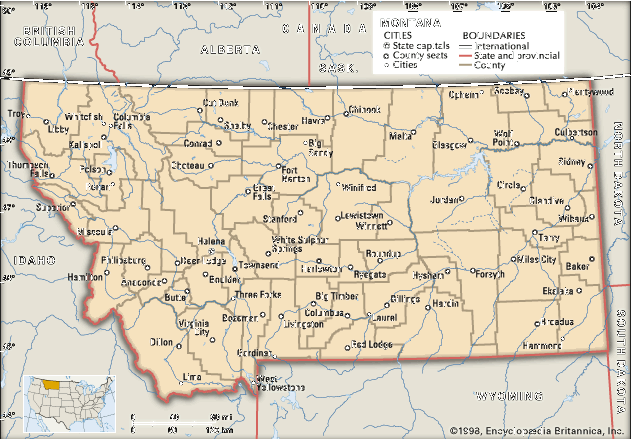 BRITISH
COLUMBIA
ALBERTA
CANADA
SASK.
MONTANA
CITIES
State capitals
County seats
Cities
BOUNDARIES
International
State and provincial
County
Troy
Libby
Whitefish
Columbia
Falls
Kalispell
Cut Bank
Shelby
Chester
Havre
Chinook
Opheim
Scobey
Plentywood
Malta
Glasgow
Wolf
Point
Culbertson
Conrad
Big
Sandy
Thompson
Falls
Polson
Ronan
Choteau
Fort
Benton
Sidney
Superior
Great
Falls
Winifred
Jordan
Circle
Glendive
Wibaux
Stanford
Lewistown
Winnett
Missoula
Helena
White Sulphur
Springs
Terry
Philipsburg
Deer Lodge
Townsend
Harlowton
Roundup
Ryegate
Hysham
Forsyth
Miles City
Baker
IDAHO
Hamilton
Anaconda
Boulder
Butte
Three Forks
Big Timber
Columbus
Billings
Hardin
Ekalaka
Virginia
City
Bozeman
Livingston
Laurel
Broadus
Dillon
Gardiner
Red Lodge
Hammond
Lima
West
Yellowstone
WYOMING
NORTH DAKOTA
SOUTH DAKOTA
©1998, Encyclopædia Britannica, Inc.